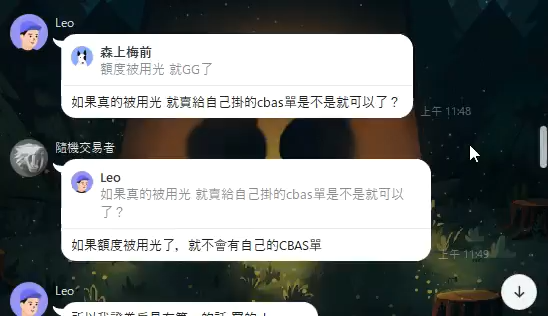 Leo
森上梅前
額度被用光 就GG了
如果真的被用光 就賣給自己掛的cbas單是不是就可以了？
上午 11:48
隨機交易者
Leo
如果真的被用光 就賣給自己掛的cbas單是不是就可以
了？
如果額度被用光了，就不會有自己的CBAS單
上午 11:49
Leo